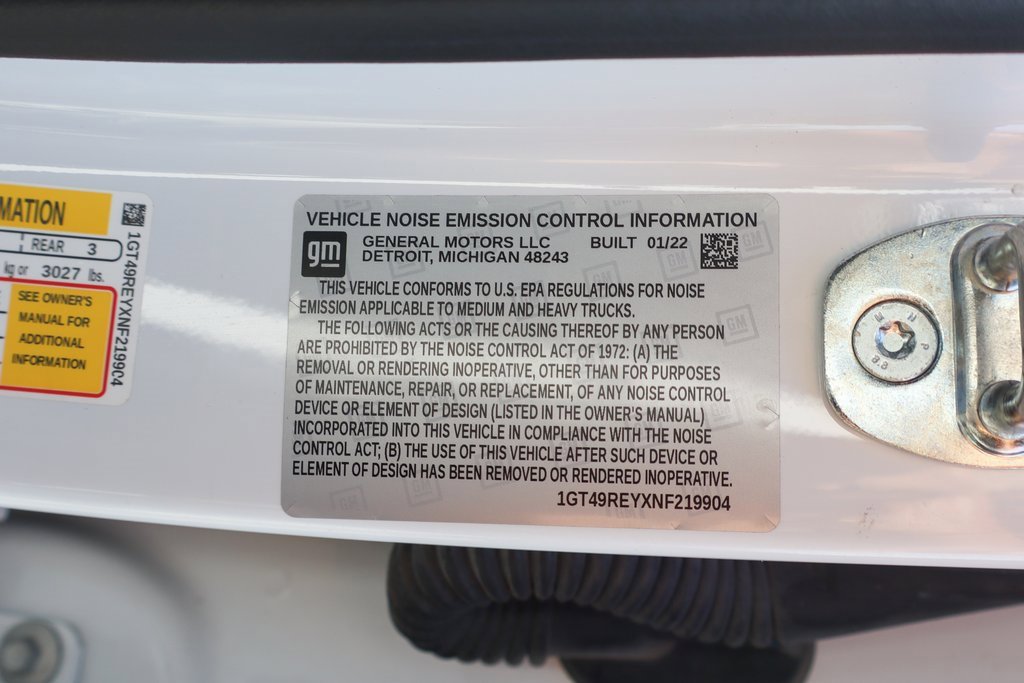 MATION
REAR 3
kg or 3027 lbs.
SEE OWNER'S
MANUAL FOR
ADDITIONAL
INFORMATION
1GT49REYXNF219904
VEHICLE NOISE EMISSION CONTROL INFORMATION
gm
GENERAL MOTORS LLC BUILT 01/22
DETROIT, MICHIGAN 48243
THIS VEHICLE CONFORMS TO U.S. EPA REGULATIONS FOR NOISE
EMISSION APPLICABLE TO MEDIUM AND HEAVY TRUCKS.
THE FOLLOWING ACTS OR THE CAUSING THEREOF BY ANY PERSON
ARE PROHIBITED BY THE NOISE CONTROL ACT OF 1972: (A) THE
REMOVAL OR RENDERING INOPERATIVE, OTHER THAN FOR PURPOSES
OF MAINTENANCE, REPAIR, OR REPLACEMENT, OF ANY NOISE CONTROL
DEVICE OR ELEMENT OF DESIGN (LISTED IN THE OWNER'S MANUAL)
INCORPORATED INTO THIS VEHICLE IN COMPLIANCE WITH THE NOISE
CONTROL ACT; (B) THE USE OF THIS VEHICLE AFTER SUCH DEVICE OR
ELEMENT OF DESIGN HAS BEEN REMOVED OR RENDERED INOPERATIVE.
1GT49REYXNF219904